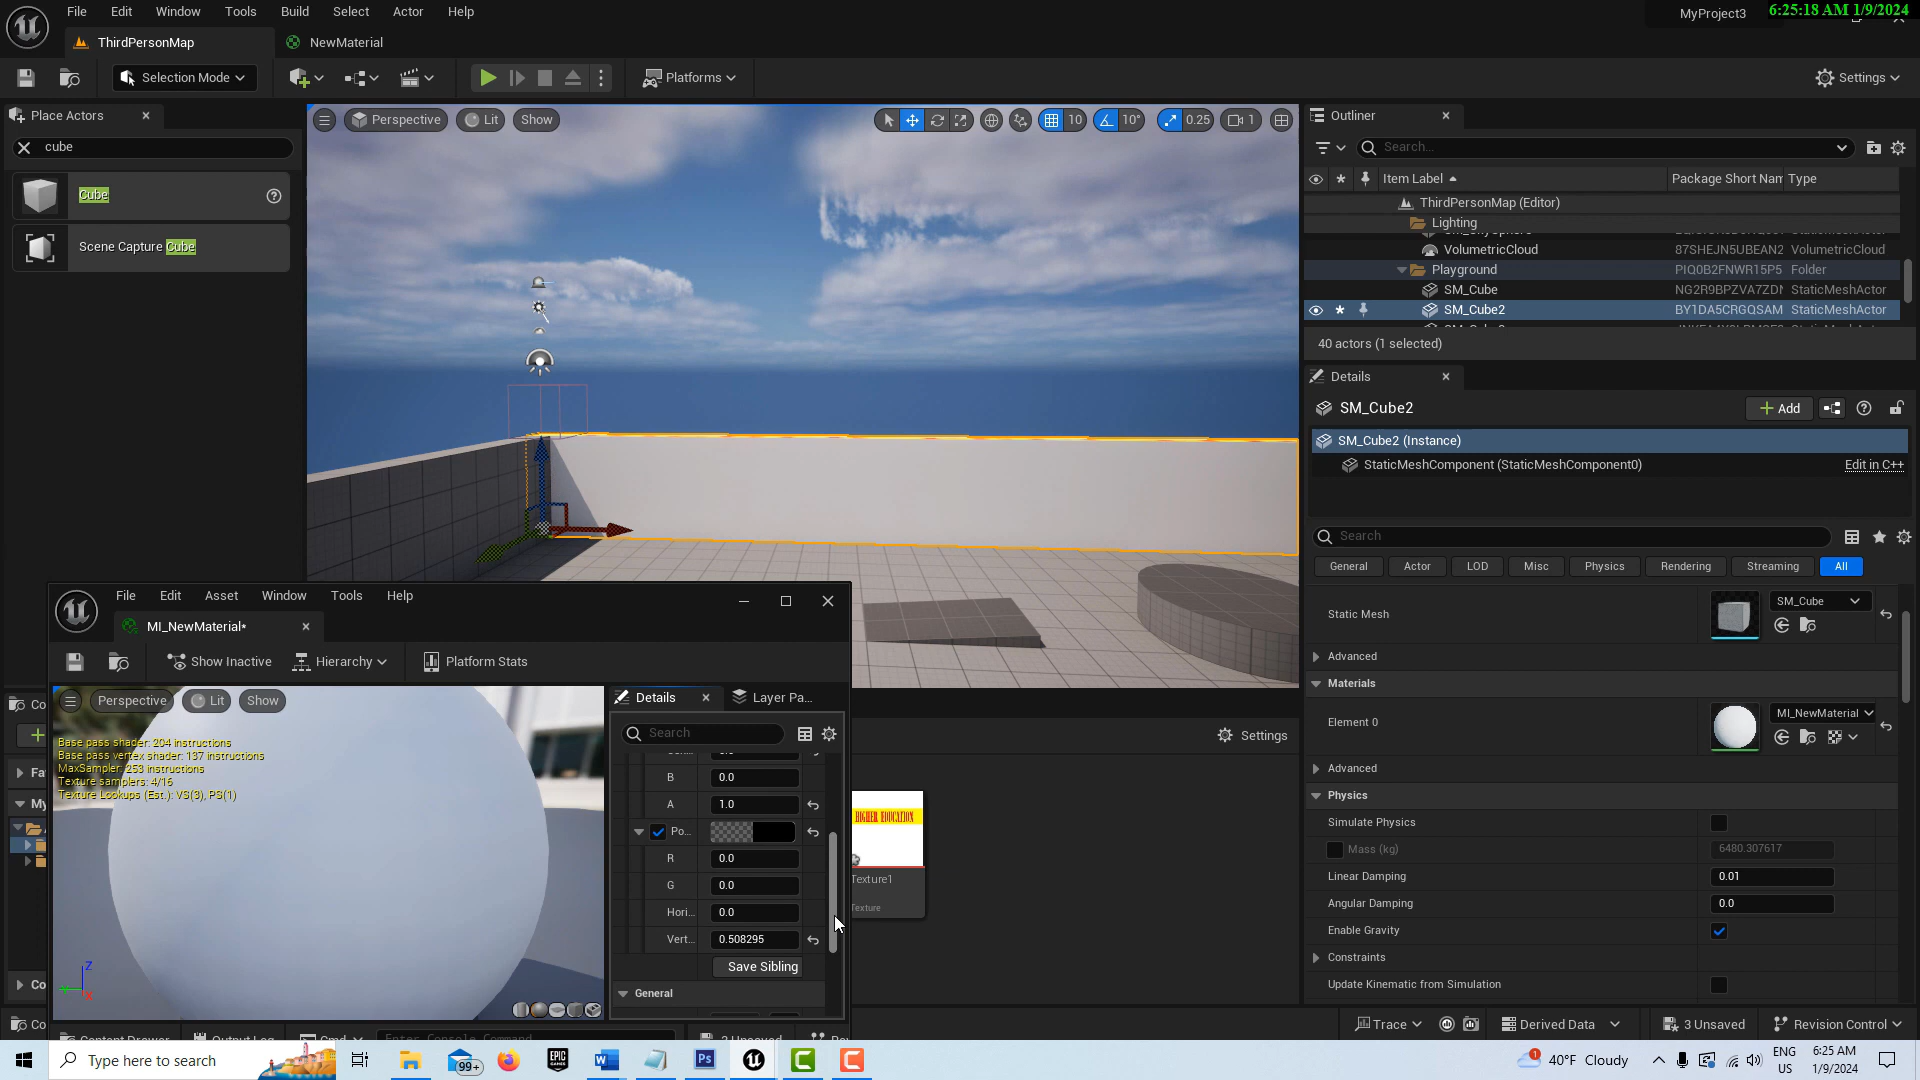 File Edit Window Tools Build Select Actor Help
MyProject3
6:25:18 AM 1/9/2024
ThirdPersonMap
NewMaterial
Selection Mode
Platforms
Settings
Place Actors
cube
Cube
Scene Capture Cube
Perspective Lit Show
10 10° 0.25 1
Outliner
Search...
Item Label Package Short Nam Type
ThirdPersonMap (Editor)
Lighting
VolumetricCloud 87SHEJN5UBEAN2 VolumetricCloud
Playground PIQ0B2FNWR15P5 Folder
SM_Cube NG2R9BPZVA7ZDI StaticMeshActor
SM_Cube2 BY1DA5CRGQSAM StaticMeshActor
40 actors (1 selected)
Details
SM_Cube2
Add
SM_Cube2 (Instance)
StaticMeshComponent (StaticMeshComponent0)
Edit in C++
Search
General Actor LOD Misc Physics Rendering Streaming All
Static Mesh
SM_Cube
Advanced
Materials
Element 0
MI_NewMaterial
Advanced
Physics
Simulate Physics
Mass (kg) 6480.307617
Linear Damping 0.01
Angular Damping 0.0
Enable Gravity
Constraints
Update Kinematic from Simulation
File Edit Asset Window Tools Help
MI_NewMaterial*
Show Inactive Hierarchy Platform Stats
Perspective Lit Show
Base pass shader: 204 instructions
Base pass vertex shader: 137 instructions
MaxSampler: 253 instructions
Texture samplers: 4/16
Texture Lookups (Est.): VS(3), PS(1)
Z
Details
Layer Pa...
Search
B 0.0
A 1.0
Po...
R 0.0
G 0.0
Hori... 0.0
Vert... 0.508295
Save Sibling
General
Settings
HIGHER EDUCATION
Texture1
Texture
Co
Fa
My
Co
Co
Trace
Derived Data
3 Unsaved
Revision Control
Type here to search
99+
40°F Cloudy
ENG
US
6:25 AM
1/9/2024